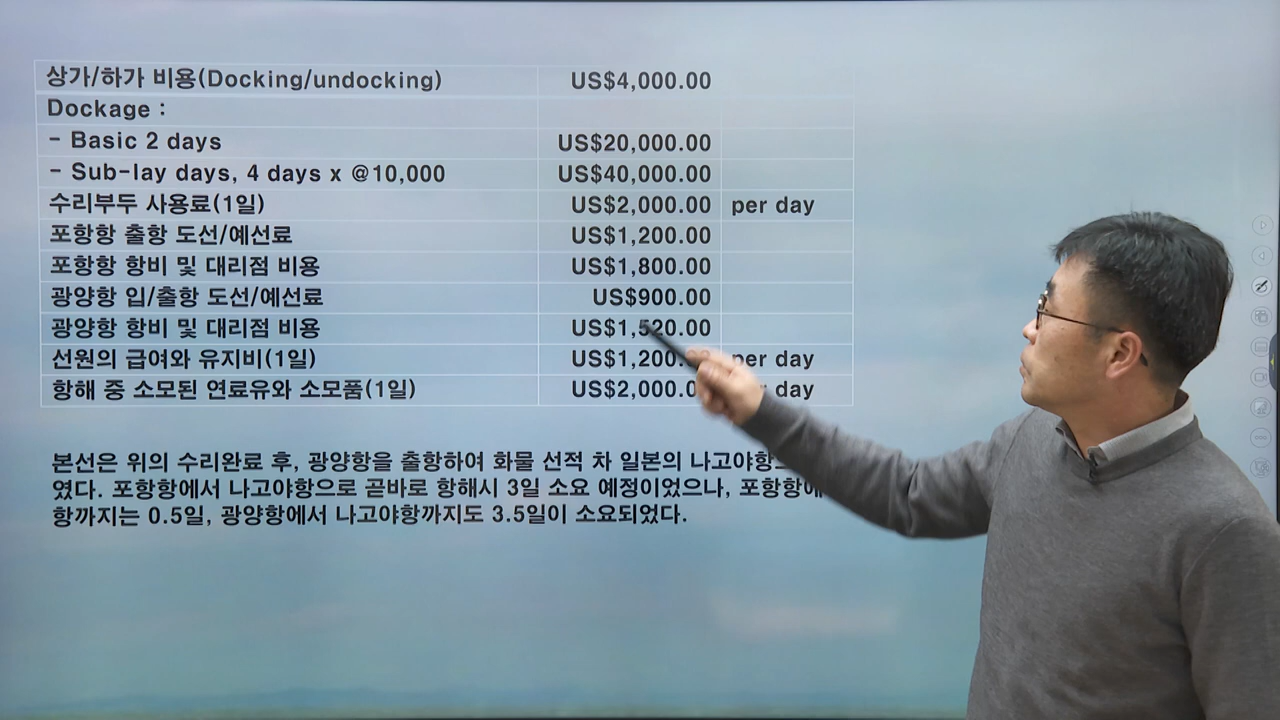 상가/하가 비용(Docking/undocking) US$4,000.00
Dockage :
- Basic 2 days US$20,000.00
- Sub-lay days, 4 days x @10,000 US$40,000.00
수리부두 사용료(1일) US$2,000.00 per day
포항항 출항 도선/예선료 US$1,200.00
포항항 항비 및 대리점 비용 US$1,800.00
광양항 입/출항 도선/예선료 US$900.00
광양항 항비 및 대리점 비용 US$1,520.00
선원의 급여와 유지비(1일) US$1,200. per day
항해 중 소모된 연료유와 소모품(1일) US$2,000.0 day
본선은 위의 수리완료 후, 광양항을 출항하여 화물 선적 차 일본의 나고야항
였다. 포항항에서 나고야항으로 곧바로 항해시 3일 소요 예정이었으나, 포항항에
항까지는 0.5일, 광양항에서 나고야항까지도 3.5일이 소요되었다.